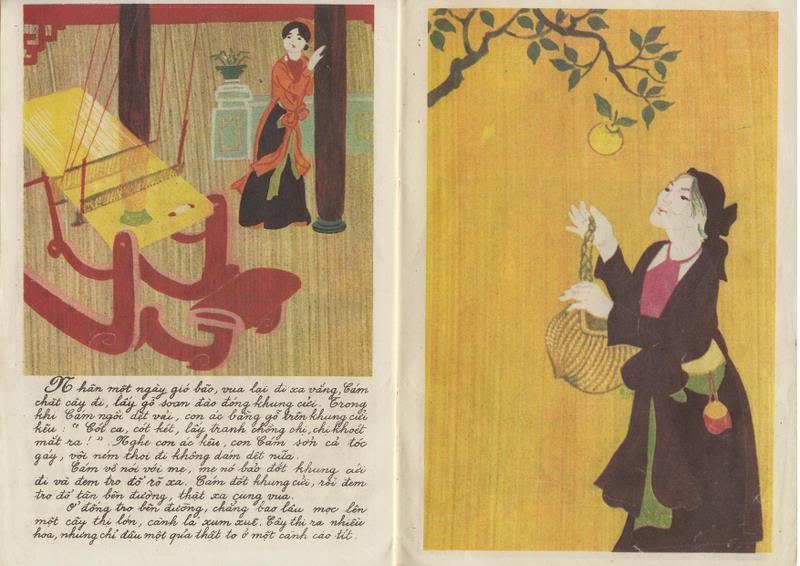 Nhân một ngày gió bão, vua lại đi xa vắng, Cám
chặt cây đi, lấy gỗ xoan đào đóng khung cửi. Trong
khi Cám ngồi dệt vải, con ác bằng gỗ trên khung cửi
kêu : " Cót ca, cót két, lấy tranh chồng chị, chị khoét
mắt ra ! ". Nghe con ác kêu, con Cám sởn cả tóc
gáy, vội ném thoi đi không dám dệt nữa.
Cám về nói với mẹ, mẹ nó bảo đốt khung cửi
đi và đem tro đổ rõ xa. Cám đốt khung cửi, rồi đem
tro đổ tận bên đường, thật xa cung vua.
Ở đống tro bên đường, chẳng bao lâu mọc lên
một cây thị lớn, cành lá xum xuê. Cây thị ra nhiều
hoa, nhưng chỉ đậu một quả thật to ở một cành cao tít.